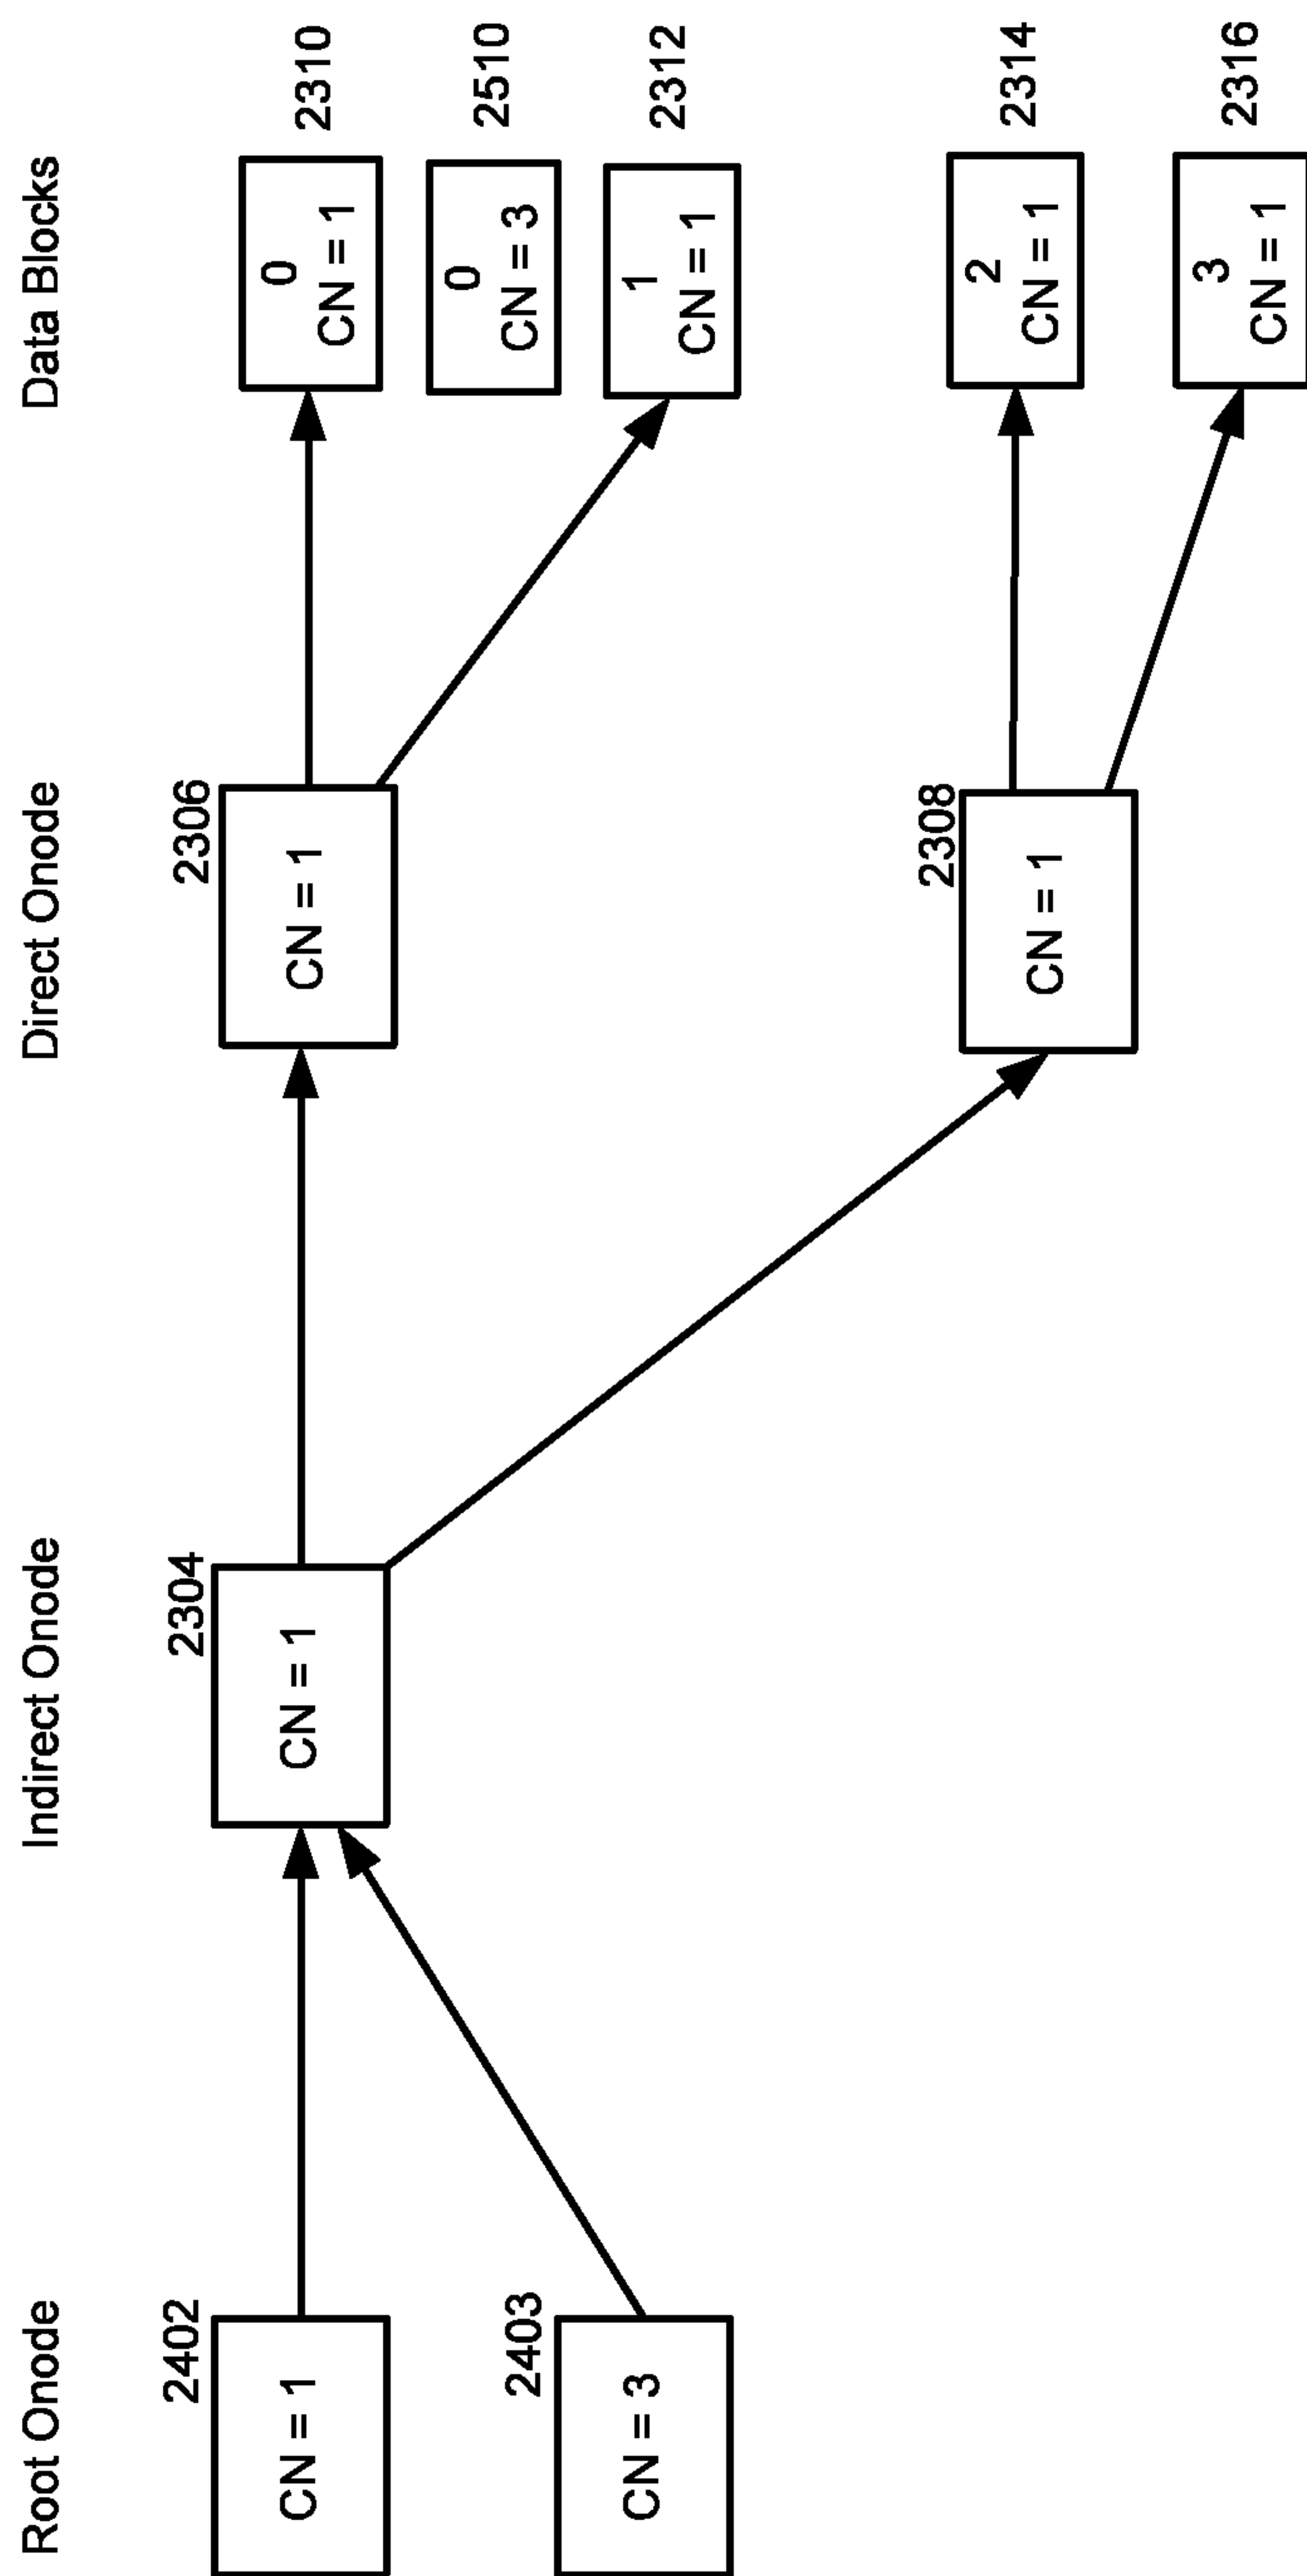 Root Onode
Indirect Onode
Direct Onode
Data Blocks
2402
CN = 1
2403
CN = 3
2304
CN = 1
2306
CN = 1
2308
CN = 1
0
CN = 1
2310
0
CN = 3
2510
1
CN = 1
2312
2
CN = 1
2314
3
CN = 1
2316